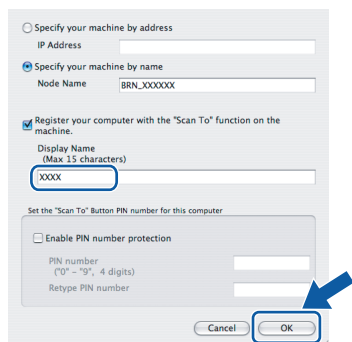 Specify your machine by address
IP Address
Specify your machine by name
Node Name BRN_XXXXXX
Register your computer with the "Scan To" function on the
machine.
Display Name
(Max 15 characters)
XXXX
Set the "Scan To" Button PIN number for this computer
Enable PIN number protection
PIN number
("0" – "9", 4 digits)
Retype PIN number
Cancel OK